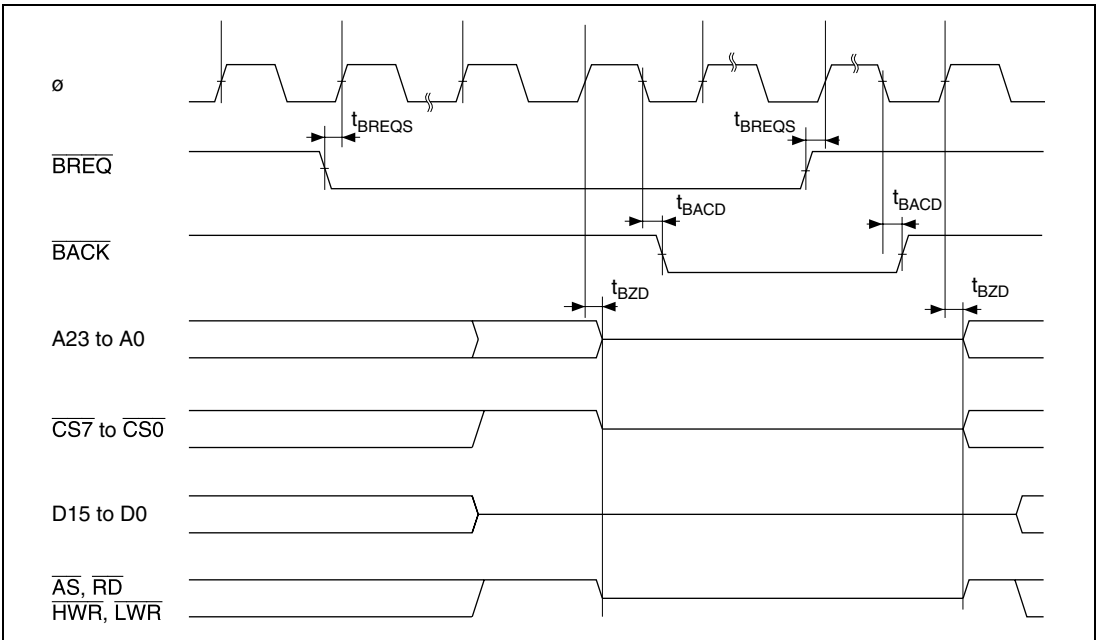 ø
tBREQS
tBREQS
BREQ
tBACD
tBACD
BACK
tBZD
tBZD
A23 to A0
CS7 to CS0
D15 to D0
AS, RD
HWR, LWR